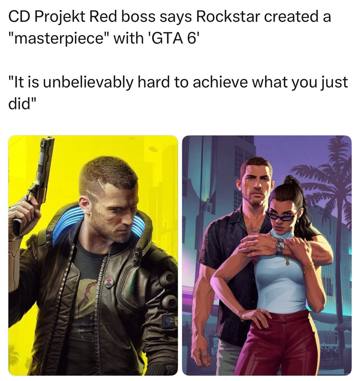 CD Projekt Red boss says Rockstar created a
"masterpiece" with 'GTA 6'
"It is unbelievably hard to achieve what you just
did"